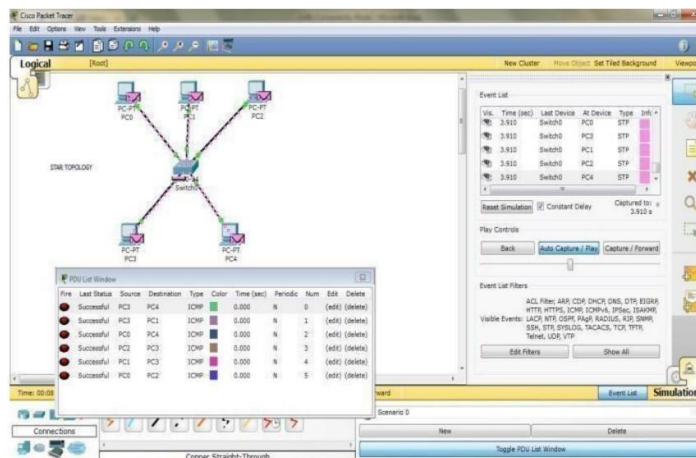 Cisco Packet Tracer
File Edit Options View Tools Extensions Help
Logical [Root] New Cluster Move Object Set Tiled Background Viewpo
PC-PT PC0
PC-PT PC1
PC-PT PC2
STAR TOPOLOGY
Switch0
PC-PT PC3
PC-PT PC4
Event List
Vis. Time (sec) Last Device At Device Type Info
3.910 Switch0 PC0 STP
3.910 Switch0 PC3 STP
3.910 Switch0 PC1 STP
3.910 Switch0 PC2 STP
3.910 Switch0 PC4 STP
Reset Simulation Constant Delay Captured to: 3.910 s
Play Controls
Back Auto Capture / Play Capture / Forward
Event List Filters
Visible Events: ACL Filter, ARP, CDP, DHCP, DNS, DTP, EIGRP, HTTP, HTTPS, ICMP, ICMPv6, IPSec, ISAKMP, LACP, NTP, OSPF, PAgP, RADIUS, RIP, SNMP, SSH, STP, SYSLOG, TACACS, TCP, TFTP, Telnet, UDP, VTP
Edit Filters Show All
PDU List Window
Fire Last Status Source Destination Type Color Time (sec) Periodic Num Edit Delete
Successful PC3 PC4 ICMP 0.000 N 0 (edit) (delete)
Successful PC3 PC1 ICMP 0.000 N 1 (edit) (delete)
Successful PC0 PC4 ICMP 0.000 N 2 (edit) (delete)
Successful PC2 PC3 ICMP 0.000 N 3 (edit) (delete)
Successful PC1 PC3 ICMP 0.000 N 4 (edit) (delete)
Successful PC0 PC2 ICMP 0.000 N 5 (edit) (delete)
Time: 00:08 ward Event List Simulation
Scenario 0
New Delete
Toggle PDU List Window
Connections
Copper Straight-Through